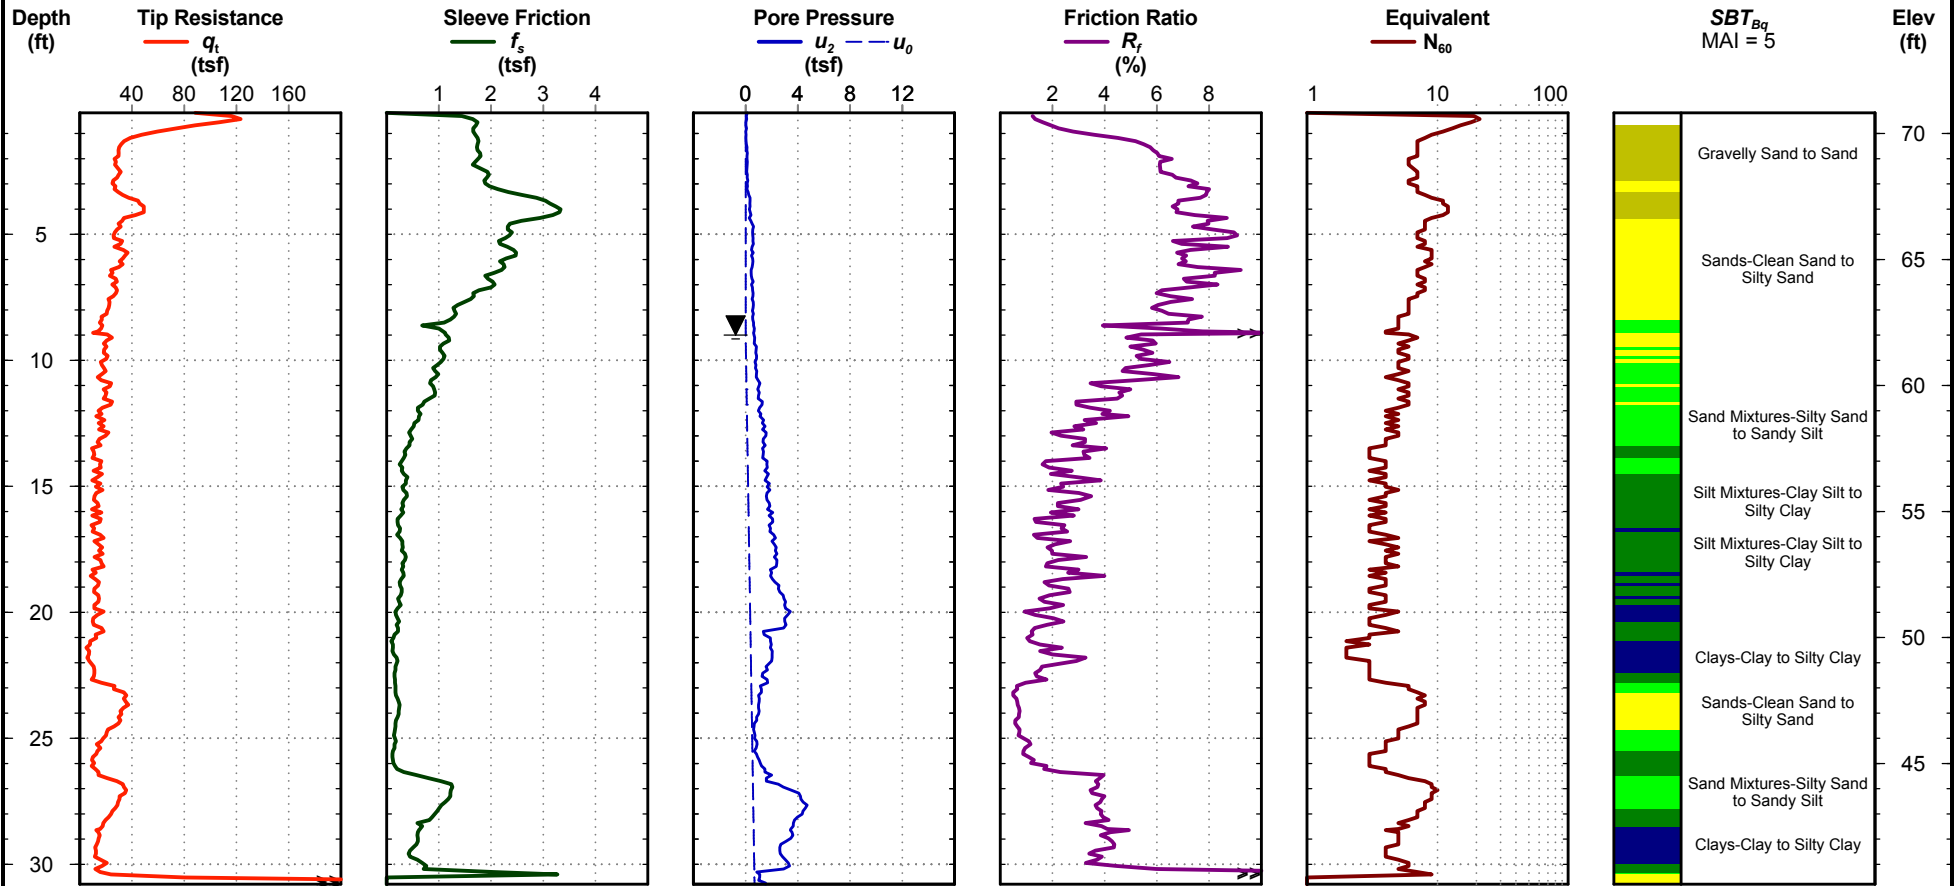 Depth
(ft)
Tip Resistance
qt
(tsf)
Sleeve Friction
fs
(tsf)
Pore Pressure
u2
u0
(tsf)
Friction Ratio
Rf
(%)
Equivalent
N60
SBTBq
MAI = 5
Elev
(ft)
40 80 120 160
1 2 3 4
0 4 8 12
2 4 6 8
1 10 100
5
10
15
20
25
30
>>
>>
>>
Gravelly Sand to Sand
Sands-Clean Sand to
Silty Sand
Sand Mixtures-Silty Sand
to Sandy Silt
Silt Mixtures-Clay Silt to
Silty Clay
Silt Mixtures-Clay Silt to
Silty Clay
Clays-Clay to Silty Clay
Sands-Clean Sand to
Silty Sand
Sand Mixtures-Silty Sand
to Sandy Silt
Clays-Clay to Silty Clay
70
65
60
55
50
45